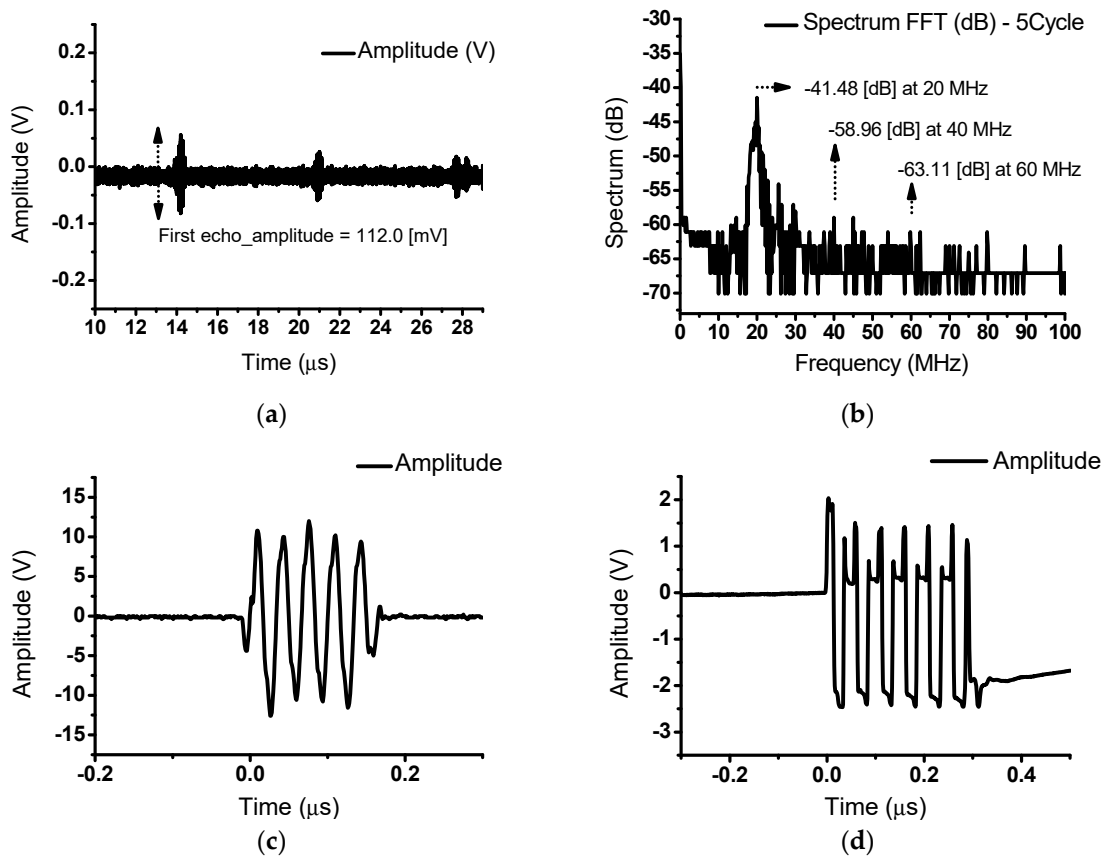 Amplitude (V)
0.2
0.1
0.0
-0.1
-0.2
Amplitude (V)
First echo_amplitude = 112.0 [mV]
10 12 14 16 18 20 22 24 26 28
Time (μs)
(a)
Spectrum FFT (dB) - 5Cycle
-30
-35
-40
-45
-50
-55
-60
-65
-70
Spectrum (dB)
-41.48 [dB] at 20 MHz
-58.96 [dB] at 40 MHz
-63.11 [dB] at 60 MHz
0 10 20 30 40 50 60 70 80 90 100
Frequency (MHz)
(b)
Amplitude
15
10
5
0
-5
-10
-15
Amplitude (V)
-0.2 0.0 0.2
Time (μs)
(c)
Amplitude
2
1
0
-1
-2
-3
Amplitude (V)
-0.2 0.0 0.2 0.4
Time (μs)
(d)